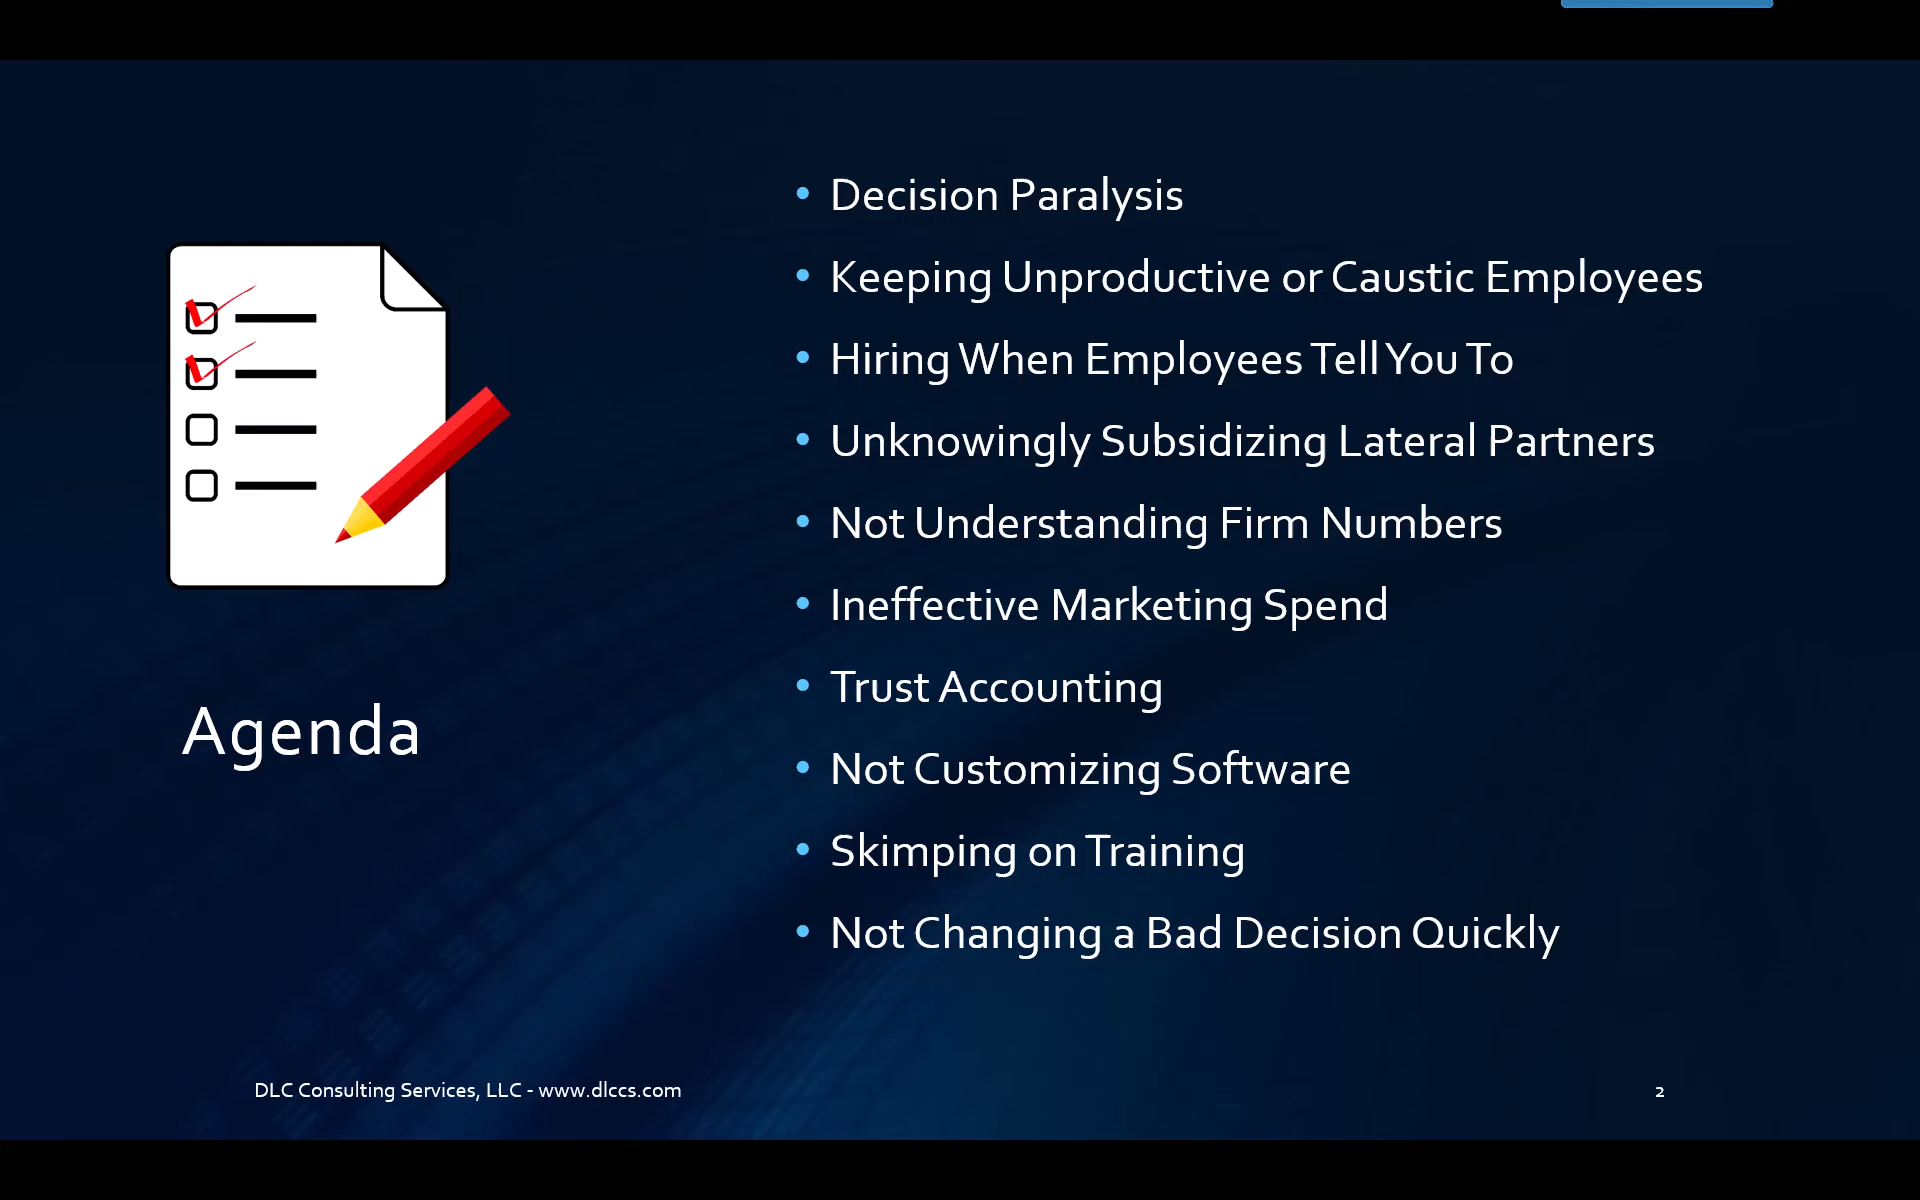 Agenda
• Decision Paralysis
• Keeping Unproductive or Caustic Employees
• Hiring When Employees Tell You To
• Unknowingly Subsidizing Lateral Partners
• Not Understanding Firm Numbers
• Ineffective Marketing Spend
• Trust Accounting
• Not Customizing Software
• Skimping on Training
• Not Changing a Bad Decision Quickly
DLC Consulting Services, LLC - www.dlccs.com
2